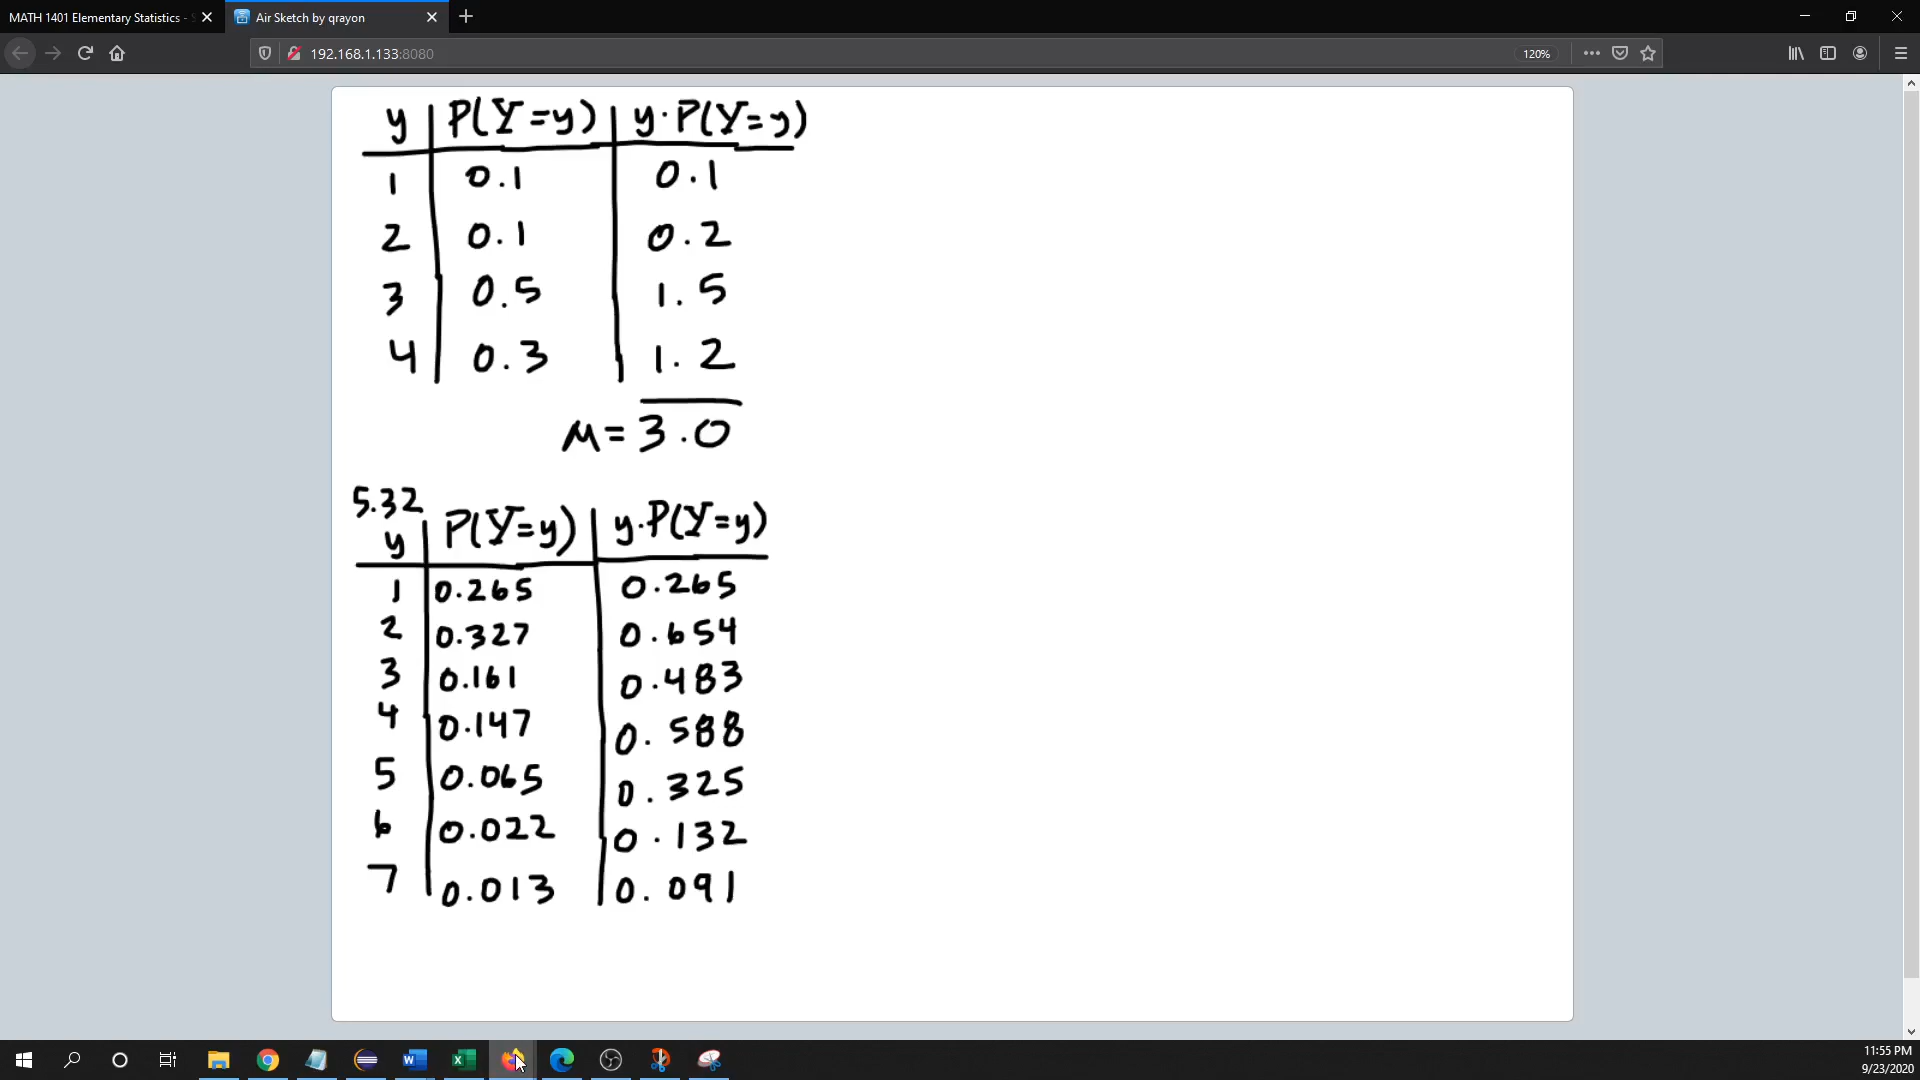 MATH 1401 Elementary Statistics -
Air Sketch by qrayon
192.168.1.133:8080
120%
y P(Y=y) y·P(Y=y)
1 0.1 0.1
2 0.1 0.2
3 0.5 1.5
4 0.3 1.2
μ= 3.0
5.32
y P(Y=y) y·P(Y=y)
1 0.265 0.265
2 0.327 0.654
3 0.161 0.483
4 0.147 0.588
5 0.065 0.325
6 0.022 0.132
7 0.013 0.091
11:55 PM
9/23/2020